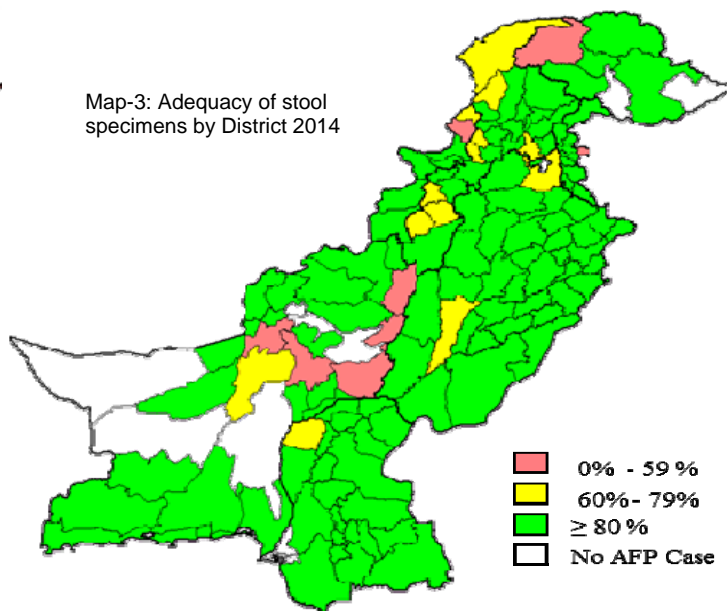 Map-3: Adequacy of stool
specimens by District 2014
0% - 59 %
60%- 79%
≥ 80 %
No AFP Case